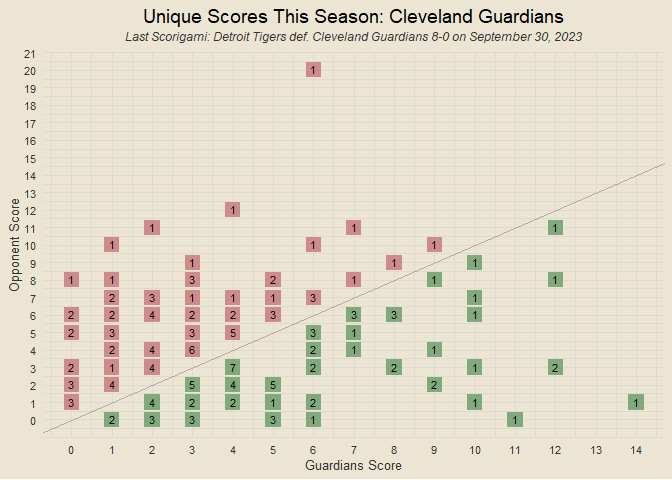 Unique Scores This Season: Cleveland Guardians
Last Scorigami: Detroit Tigers def. Cleveland Guardians 8-0 on September 30, 2023
21
20 1
19
18
17
16
15
14
13
12 1
11 1 1 1
10 1 1 1
9 1 1 1
8 1 1 3 2 1 1 1
7 2 3 1 1 1 3 1
6 2 2 4 2 2 3 3 3 1
5 2 3 3 5 3 1
4 2 4 6 2 1 1
3 2 1 4 7 2 2 1 2
2 3 4 5 4 2 2
1 3 4 2 2 1 2 1 1
0 2 3 3 3 1 1
Opponent Score
0 1 2 3 4 5 6 7 8 9 10 11 12 13 14
Guardians Score